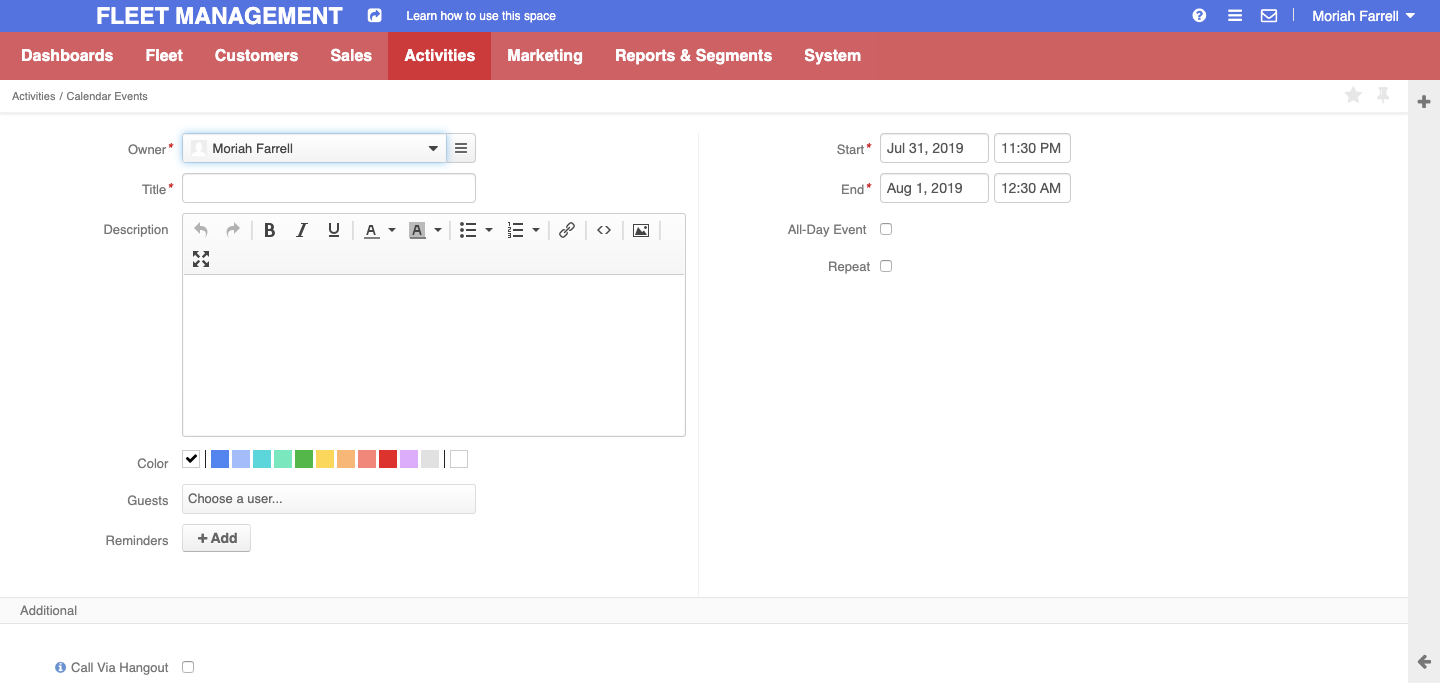 FLEET MANAGEMENT Learn how to use this space Moriah Farrell
Dashboards Fleet Customers Sales Activities Marketing Reports & Segments System
Activities / Calendar Events
Owner* Moriah Farrell
Title*
Description B I U A A
Color
Guests Choose a user...
Reminders + Add
Start* Jul 31, 2019 11:30 PM
End* Aug 1, 2019 12:30 AM
All-Day Event
Repeat
Additional
Call Via Hangout